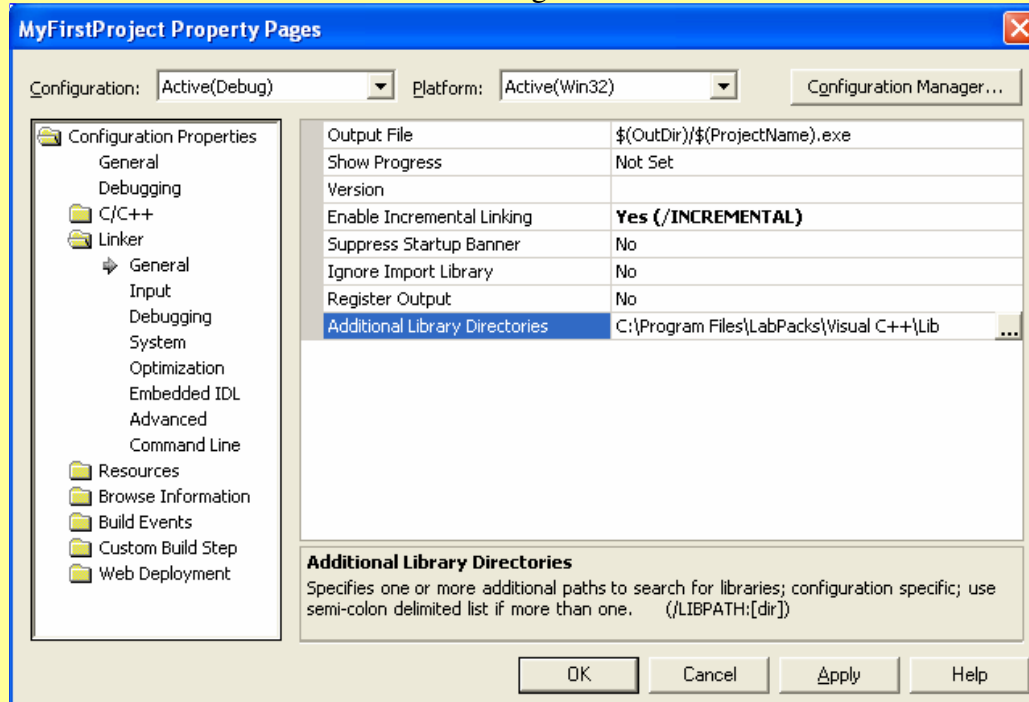 MyFirstProject Property Pages
Configuration: Active(Debug) Platform: Active(Win32) Configuration Manager...
Configuration Properties
General
Debugging
C/C++
Linker
General
Input
Debugging
System
Optimization
Embedded IDL
Advanced
Command Line
Resources
Browse Information
Build Events
Custom Build Step
Web Deployment
Output File $(OutDir)/$(ProjectName).exe
Show Progress Not Set
Version
Enable Incremental Linking Yes (/INCREMENTAL)
Suppress Startup Banner No
Ignore Import Library No
Register Output No
Additional Library Directories C:\Program Files\LabPacks\Visual C++\Lib ...
Additional Library Directories
Specifies one or more additional paths to search for libraries; configuration specific; use
semi-colon delimited list if more than one. (/LIBPATH:[dir])
OK Cancel Apply Help